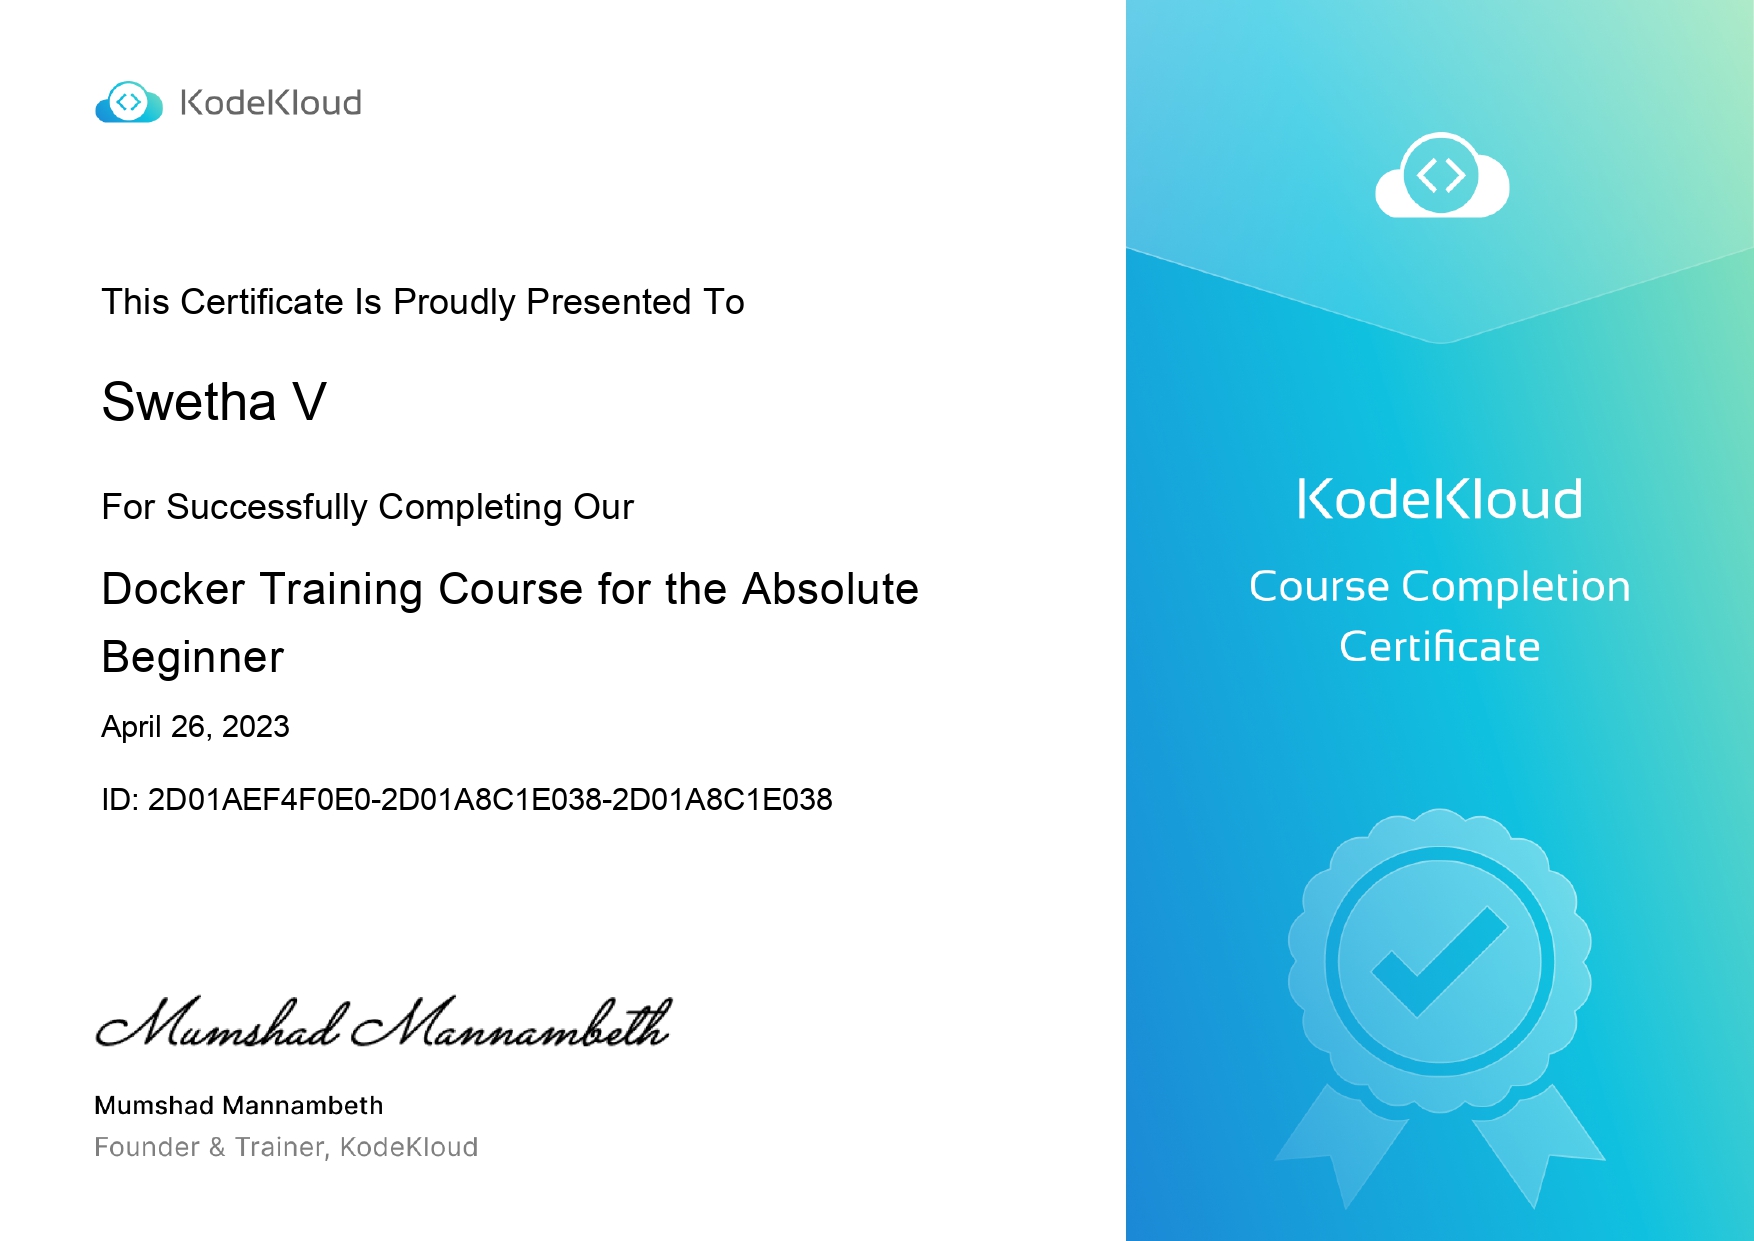 KodeKloud
This Certificate Is Proudly Presented To
Swetha V
For Successfully Completing Our
Docker Training Course for the Absolute
Beginner
April 26, 2023
ID: 2D01AEF4F0E0-2D01A8C1E038-2D01A8C1E038
Mumshad Mannambeth
Mumshad Mannambeth
Founder & Trainer, KodeKloud
KodeKloud
Course Completion
Certificate